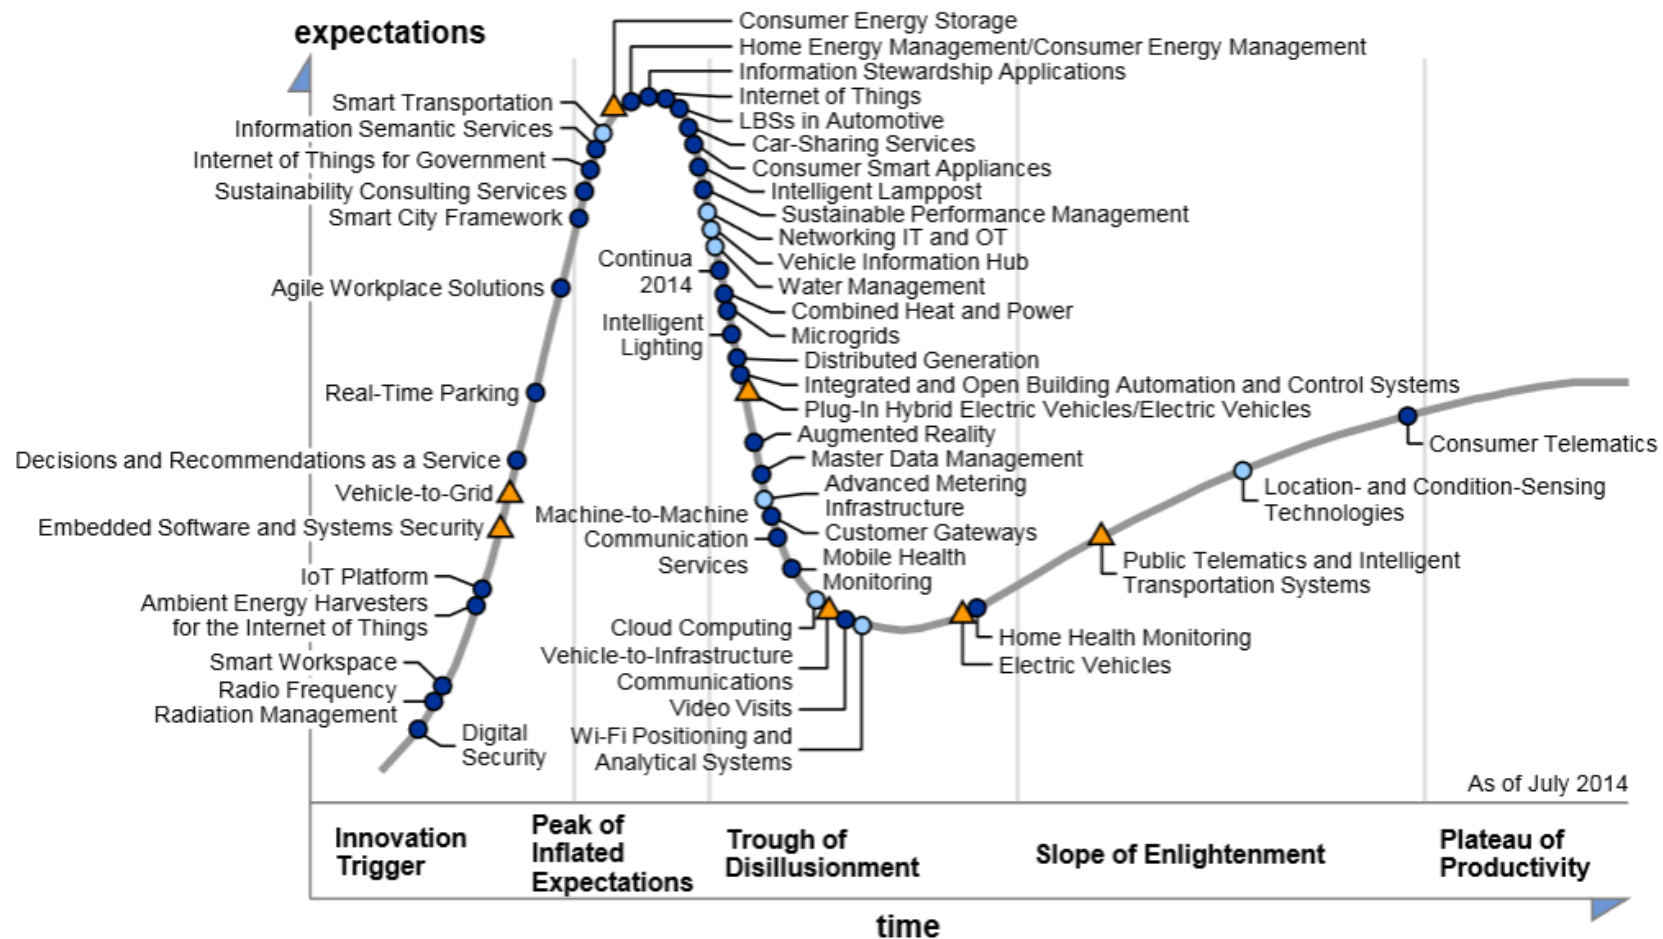 expectations
Consumer Energy Storage
Home Energy Management/Consumer Energy Management
Information Stewardship Applications
Internet of Things
LBSs in Automotive
Car-Sharing Services
Consumer Smart Appliances
Intelligent Lamppost
Sustainable Performance Management
Networking IT and OT
Vehicle Information Hub
Water Management
Combined Heat and Power
Microgrids
Distributed Generation
Integrated and Open Building Automation and Control Systems
Plug-In Hybrid Electric Vehicles/Electric Vehicles
Augmented Reality
Master Data Management
Advanced Metering
Infrastructure
Customer Gateways
Mobile Health
Monitoring
Smart Transportation
Information Semantic Services
Internet of Things for Government
Sustainability Consulting Services
Smart City Framework
Agile Workplace Solutions
Real-Time Parking
Decisions and Recommendations as a Service
Vehicle-to-Grid
Embedded Software and Systems Security
IoT Platform
Ambient Energy Harvesters
for the Internet of Things
Smart Workspace
Radio Frequency
Radiation Management
Digital
Security
Continua
2014
Intelligent
Lighting
Machine-to-Machine
Communication
Services
Cloud Computing
Vehicle-to-Infrastructure
Communications
Video Visits
Wi-Fi Positioning and
Analytical Systems
Home Health Monitoring
Electric Vehicles
Public Telematics and Intelligent
Transportation Systems
Location- and Condition-Sensing
Technologies
Consumer Telematics
As of July 2014
Innovation
Trigger
Peak of
Inflated
Expectations
Trough of
Disillusionment
Slope of Enlightenment
Plateau of
Productivity
time